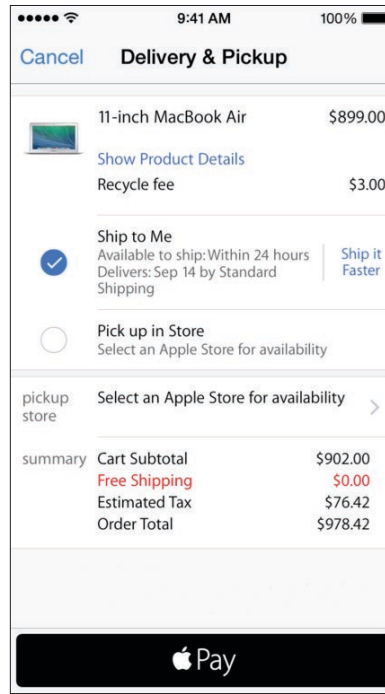 9:41 AM 100%
Cancel Delivery & Pickup
11-inch MacBook Air $899.00
Show Product Details
Recycle fee $3.00
Ship to Me
Available to ship: Within 24 hours
Delivers: Sep 14 by Standard
Shipping
Ship it
Faster
Pick up in Store
Select an Apple Store for availability
pickup
store
Select an Apple Store for availability
summary Cart Subtotal $902.00
Free Shipping $0.00
Estimated Tax $76.42
Order Total $978.42
Pay